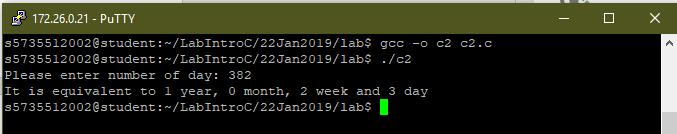 172.26.0.21 - PuTTY
s5735512002@student:~/LabIntroC/22Jan2019/lab$ gcc -o c2 c2.c
s5735512002@student:~/LabIntroC/22Jan2019/lab$ ./c2
Please enter number of day: 382
It is equivalent to 1 year, 0 month, 2 week and 3 day
s5735512002@student:~/LabIntroC/22Jan2019/lab$